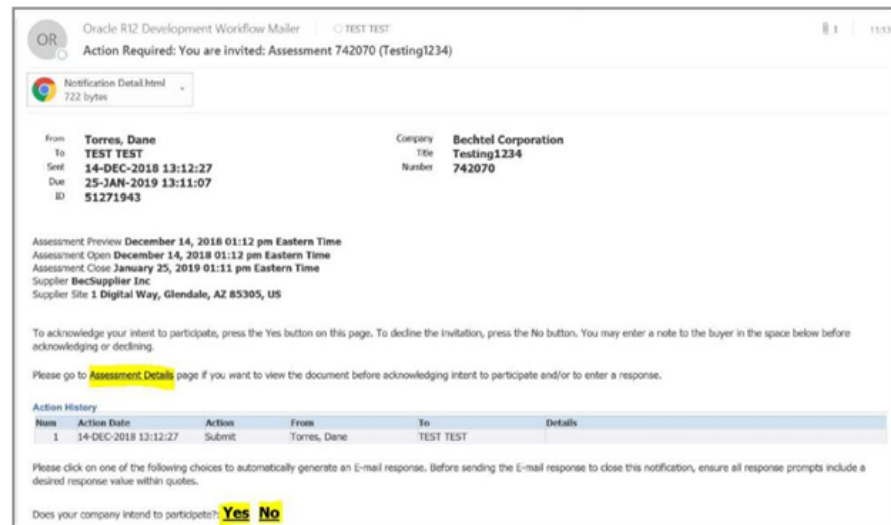 OR
Oracle R12 Development Workflow Mailer TEST TEST
Action Required: You are invited: Assessment 742070 (Testing1234)
1
Notification Detail.html
722 bytes
From Torres, Dane Company Bechtel Corporation
To TEST TEST Title Testing1234
Sent 14-DEC-2018 13:12:27 Number 742070
Due 25-JAN-2019 13:11:07
ID 51271943
Assessment Preview December 14, 2018 01:12 pm Eastern Time
Assessment Open December 14, 2018 01:12 pm Eastern Time
Assessment Close January 25, 2019 01:11 pm Eastern Time
Supplier BecSupplier Inc
Supplier Site 1 Digital Way, Glendale, AZ 85305, US
To acknowledge your intent to participate, press the Yes button on this page. To decline the invitation, press the No button. You may enter a note to the buyer in the space below before
acknowledging or declining.
Please go to Assessment Details page if you want to view the document before acknowledging intent to participate and/or to enter a response.
Action History
Num Action Date Action From To Details
1 14-DEC-2018 13:12:27 Submit Torres, Dane TEST TEST
Please click on one of the following choices to automatically generate an E-mail response. Before sending the E-mail response to close this notification, ensure all response prompts include a
desired response value within quotes.
Does your company intend to participate?: Yes No